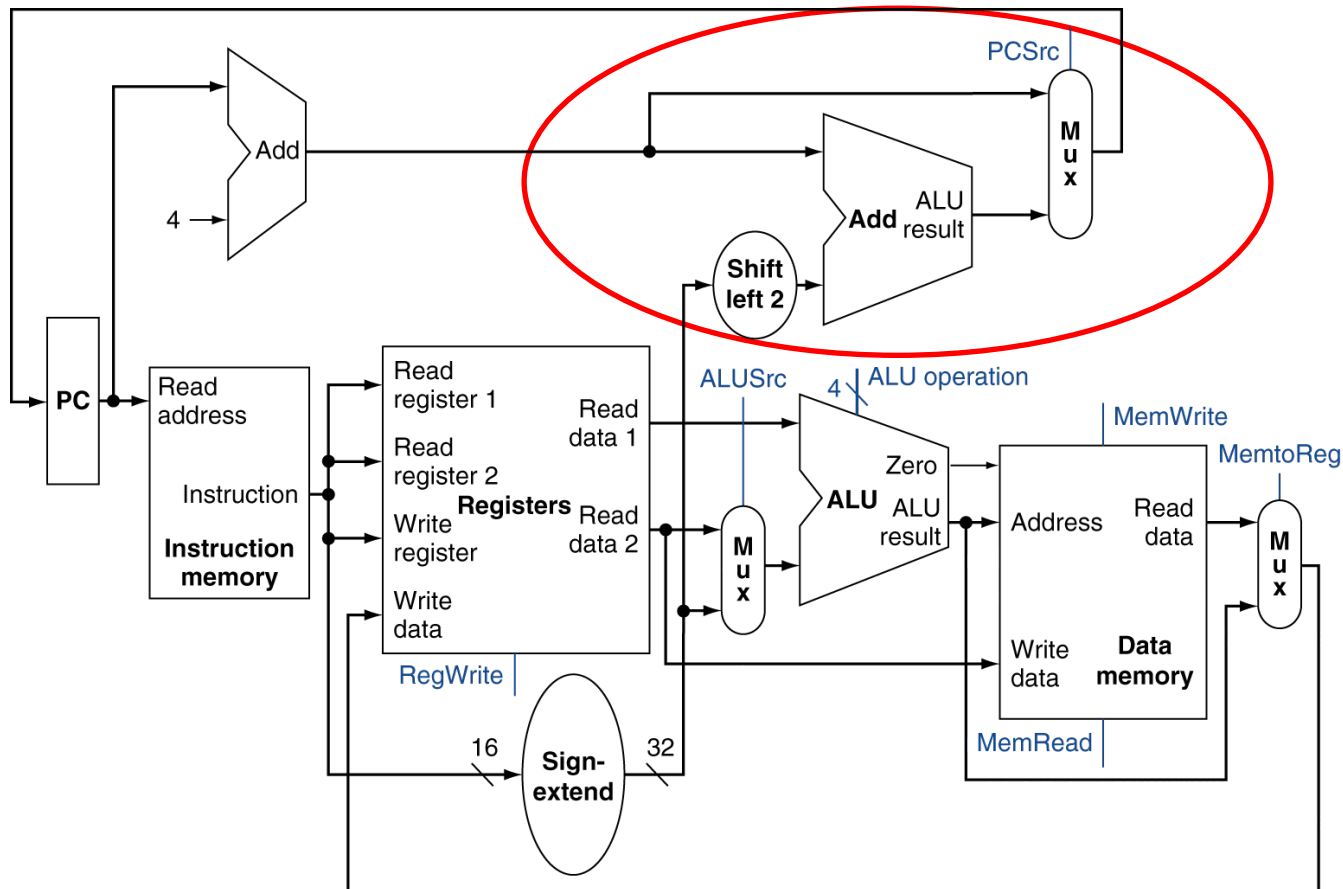 PCSrc
Add
4
M
u
x
Add
ALU
result
Shift
left 2
PC
Read
address
Instruction
Instruction
memory
Read
register 1
Read
register 2
Write
register
Write
data
Registers
Read
data 1
Read
data 2
RegWrite
16
Sign-
extend
32
ALUSrc
M
u
x
4
ALU operation
Zero
ALU
ALU
result
MemWrite
Address
Read
data
Write
data
Data
memory
MemRead
MemtoReg
M
u
x